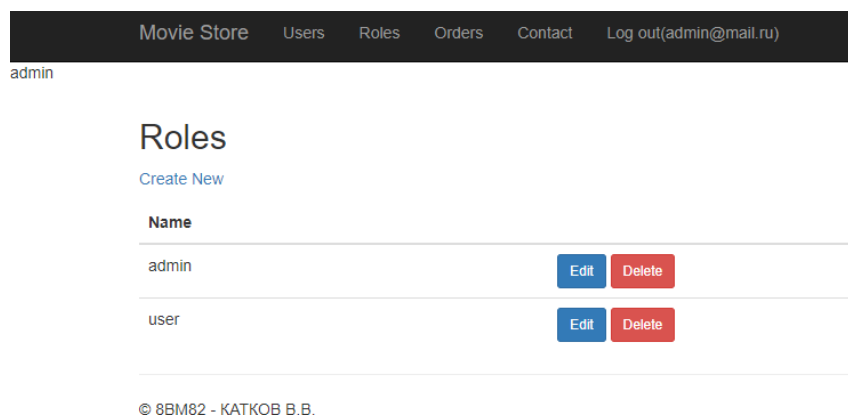 Movie Store Users Roles Orders Contact Log out(admin@mail.ru)
admin
Roles
Create New
Name
admin Edit Delete
user Edit Delete
© 8ВМ82 - КАТКОВ В.В.